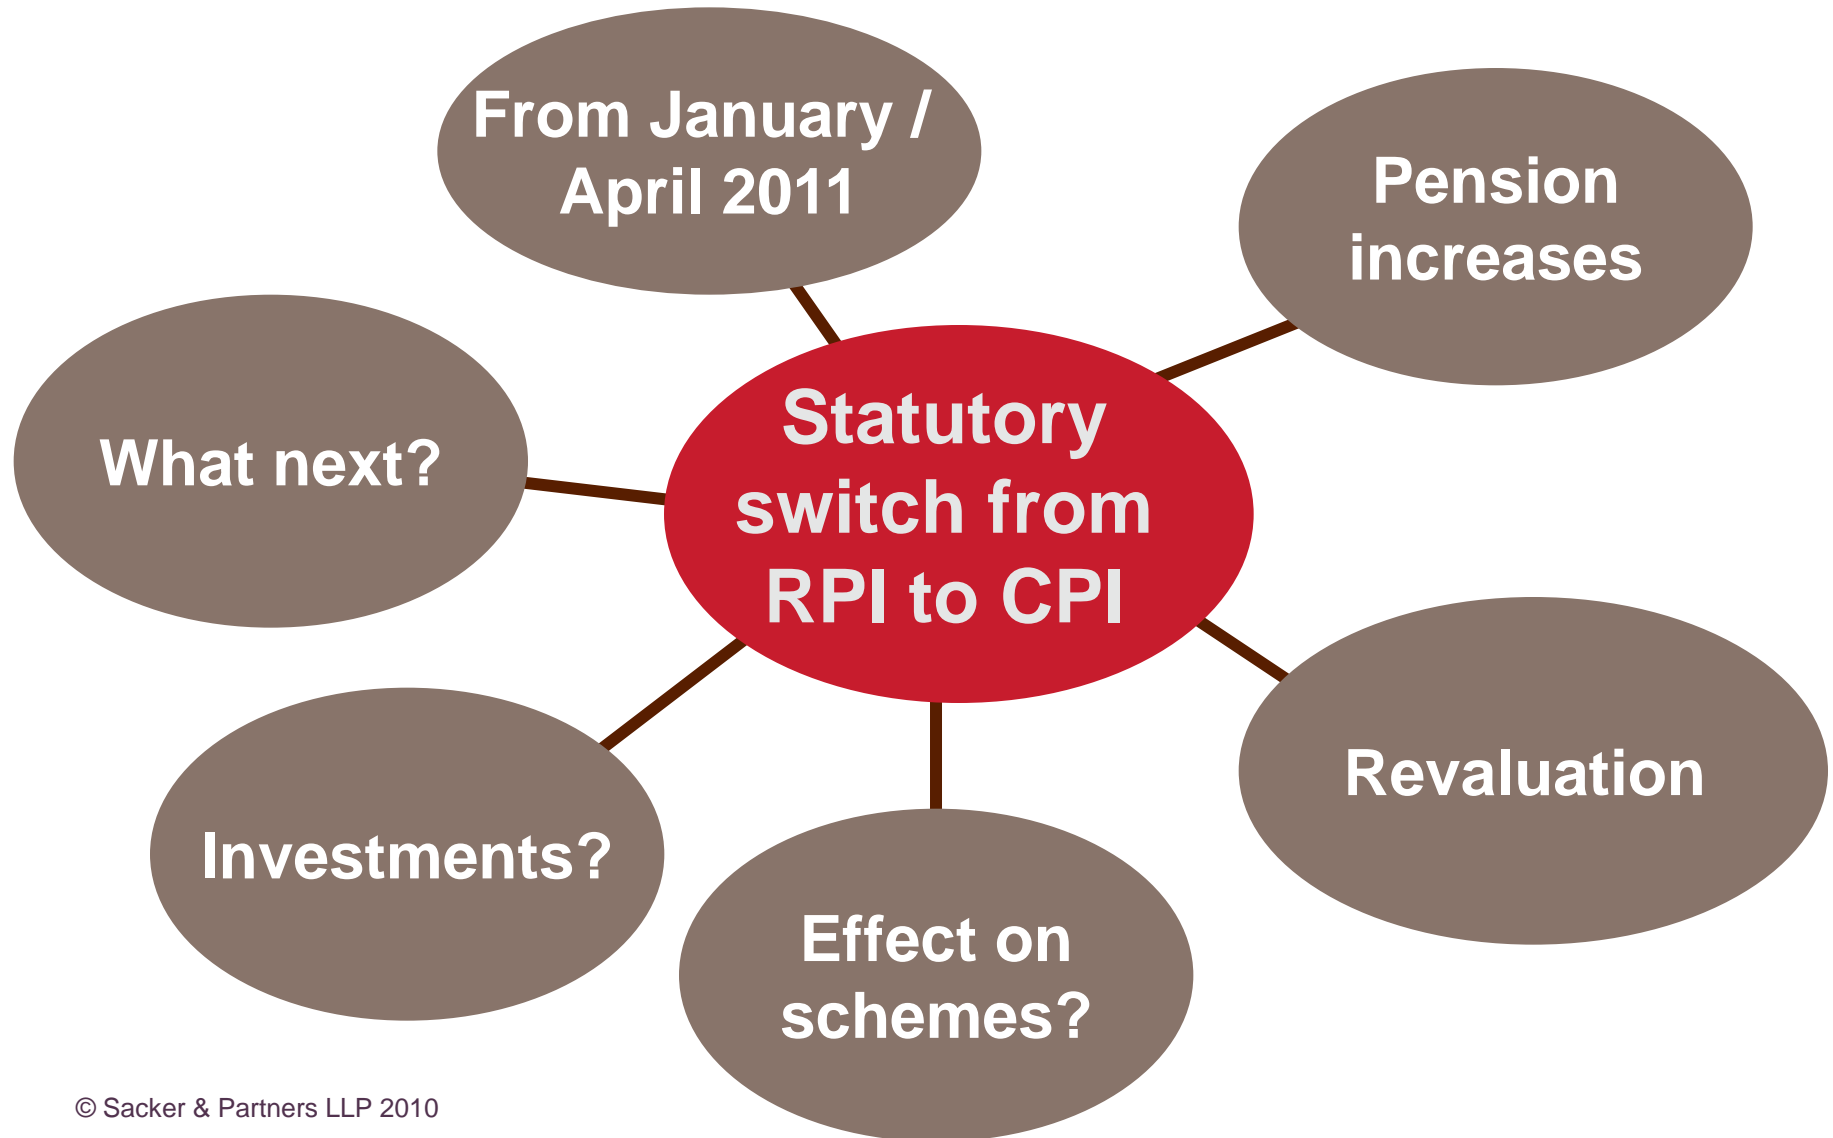 From January /
April 2011
Pension
increases
What next?
Statutory
switch from
RPI to CPI
Revaluation
Investments?
Effect on
schemes?
© Sacker & Partners LLP 2010